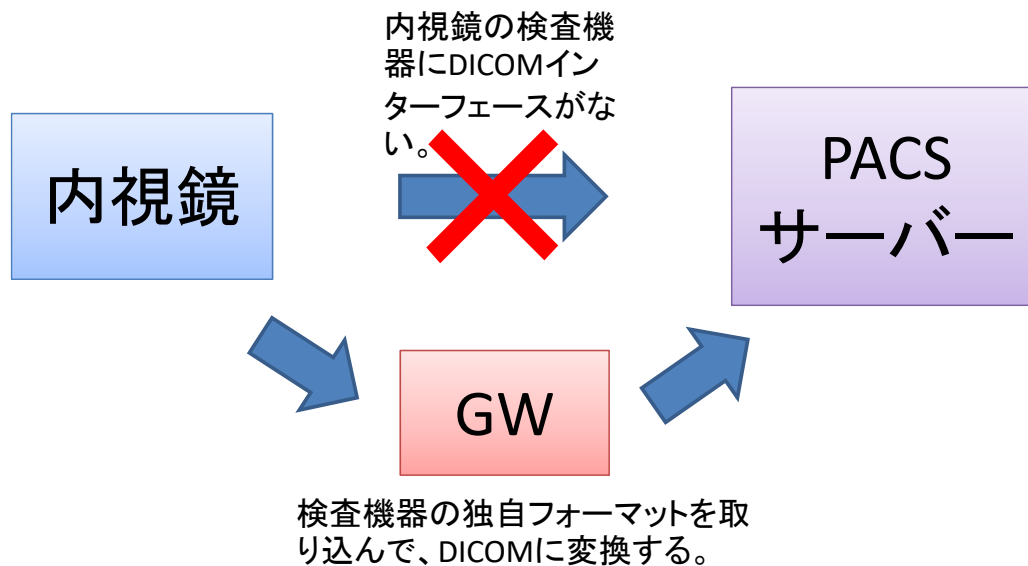 内視鏡の検査機
器にDICOMイン
ターフェースがな
い。
内視鏡
PACS
サーバー
GW
検査機器の独自フォーマットを取
り込んで、DICOMに変換する。